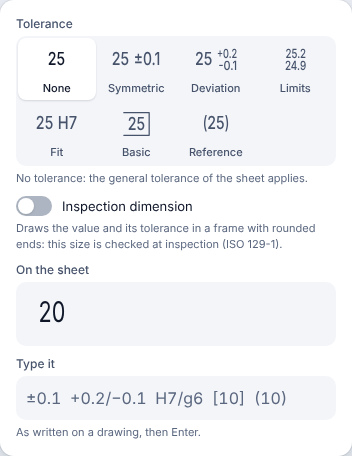 Tolerance
25 25 ±0.1 25 +0.2 -0.1 25.2 24.9
None Symmetric Deviation Limits
25 H7 25 (25)
Fit Basic Reference
No tolerance: the general tolerance of the sheet applies.
Inspection dimension
Draws the value and its tolerance in a frame with rounded
ends: this size is checked at inspection (ISO 129-1).
On the sheet
20
Type it
±0.1 +0.2/−0.1 H7/g6 [10] (10)
As written on a drawing, then Enter.